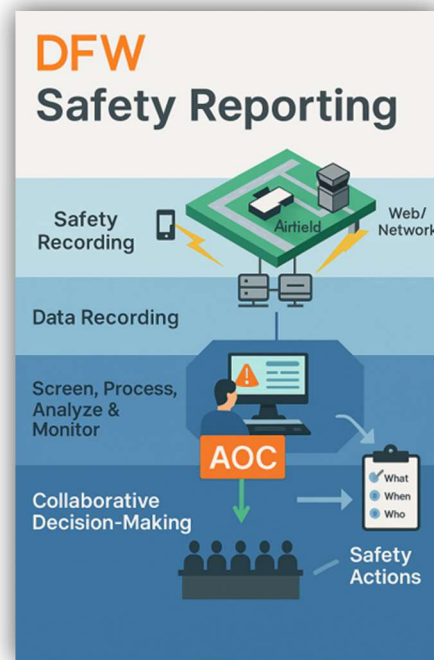 DFW
Safety Reporting
Safety
Recording
Airfield
Web/
Network
Data Recording
Screen, Process,
Analyze &
Monitor
AOC
What
When
Who
Collaborative
Decision-Making
Safety
Actions